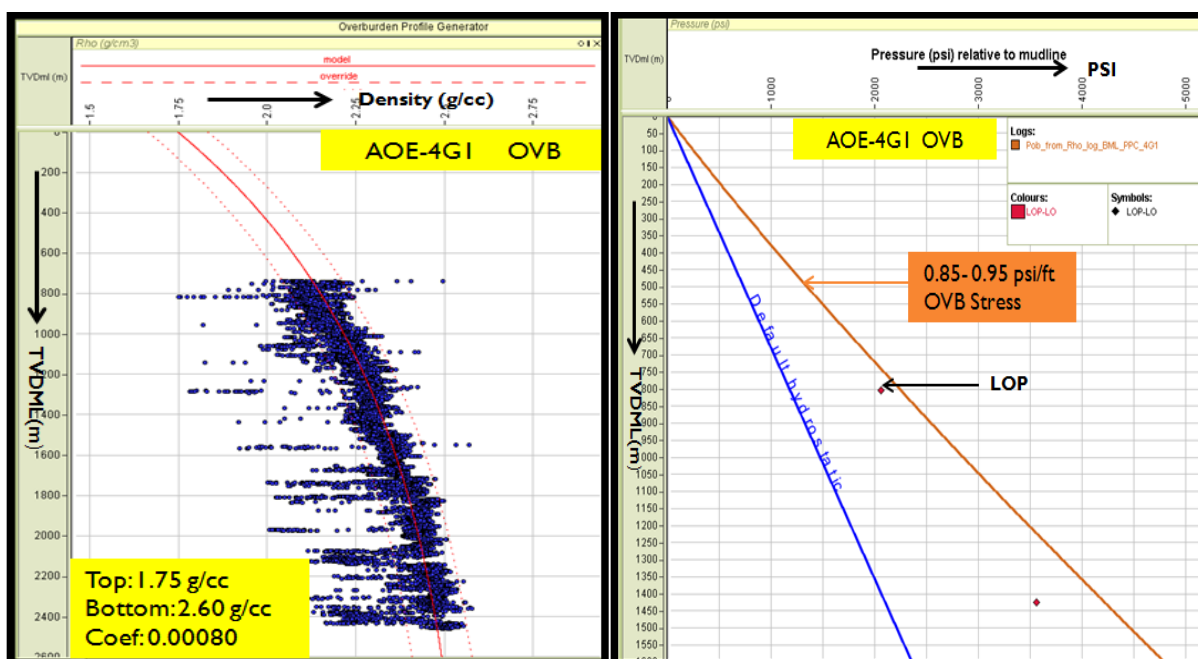 Overburden Profile Generator
Rho (g/cm3)
TVDml (m)
model
override
Density (g/cc)
1.5
1.75
2.0
2.25
2.5
2.75
0
200
400
600
800
1000
1200
1400
1600
1800
2000
2200
2400
2600
AOE-4G1 OVB
TVDML(m)
Top: 1.75 g/cc
Bottom: 2.60 g/cc
Coef: 0.00080
Pressure (psi)
TVDml (m)
Pressure (psi) relative to mudline
PSI
0
1000
2000
3000
4000
5000
0
50
100
150
200
250
300
350
400
450
500
550
600
650
700
750
800
850
900
950
1000
1050
1100
1150
1200
1250
1300
1350
1400
1450
1500
1550
AOE-4G1 OVB
Logs:
Pob_from_Rho_log_BML_PPC_4G1
Colours:
LOP-LO
Symbols:
LOP-LO
0.85- 0.95 psi/ft
OVB Stress
LOP
Default hydrostatic
TVDML(m)